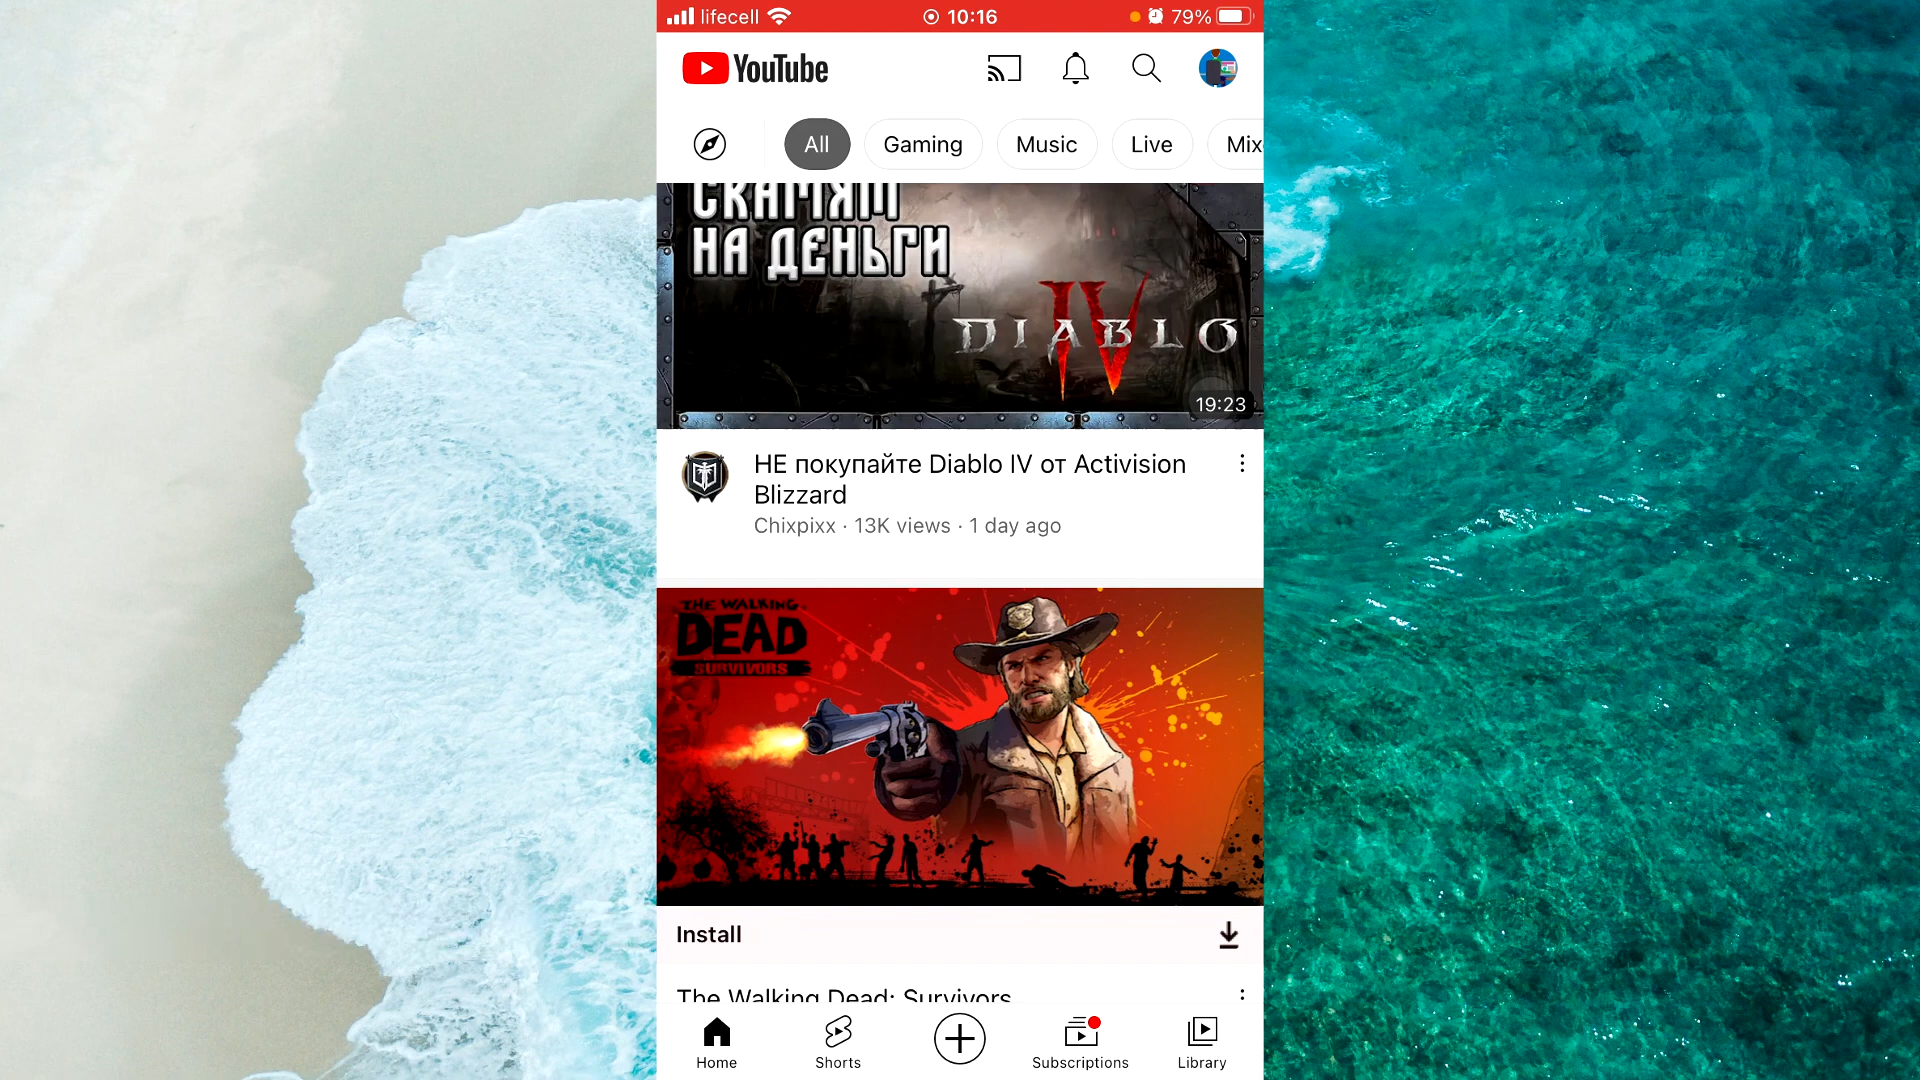 lifecell 10:16 79%
YouTube
All Gaming Music Live Mix
СКАМЯТ
НА ДЕНЬГИ
DIABLO
IV
19:23
НЕ покупайте Diablo IV от Activision
Blizzard
Chixpixx · 13K views · 1 day ago
THE WALKING
DEAD
SURVIVORS
Install
The Walking Dead: Survivors
Home Shorts Subscriptions Library